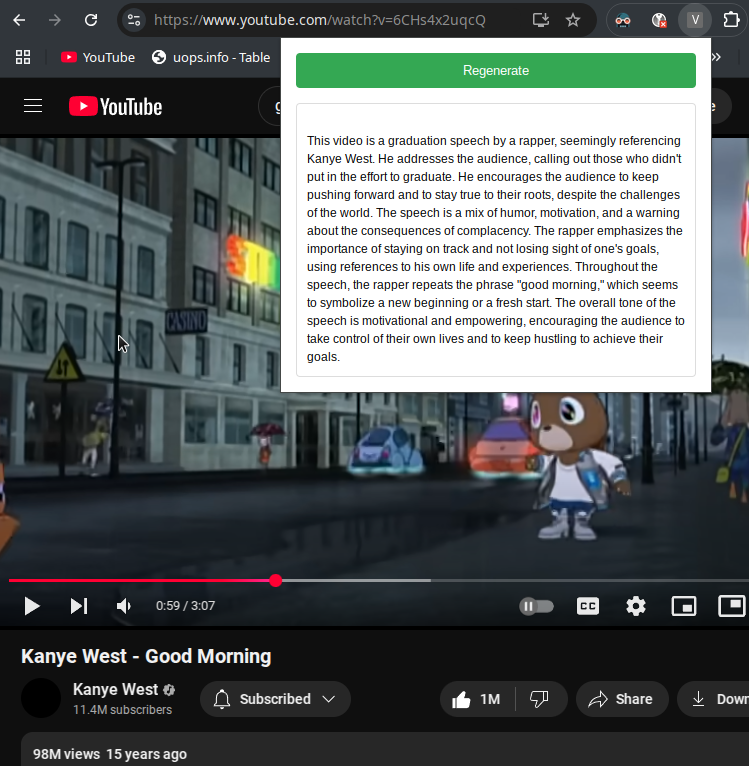 https://www.youtube.com/watch?v=6CHs4x2uqcQ
V
YouTube
uops.info - Table
»
Regenerate
YouTube
g
e
This video is a graduation speech by a rapper, seemingly referencing
Kanye West. He addresses the audience, calling out those who didn't
put in the effort to graduate. He encourages the audience to keep
pushing forward and to stay true to their roots, despite the challenges
of the world. The speech is a mix of humor, motivation, and a warning
about the consequences of complacency. The rapper emphasizes the
importance of staying on track and not losing sight of one's goals,
using references to his own life and experiences. Throughout the
speech, the rapper repeats the phrase "good morning," which seems
to symbolize a new beginning or a fresh start. The overall tone of the
speech is motivational and empowering, encouraging the audience to
take control of their own lives and to keep hustling to achieve their
goals.
CASINO
0:59 / 3:07
CC
Kanye West - Good Morning
Kanye West
11.4M subscribers
Subscribed
1M
Share
Down
98M views 15 years ago